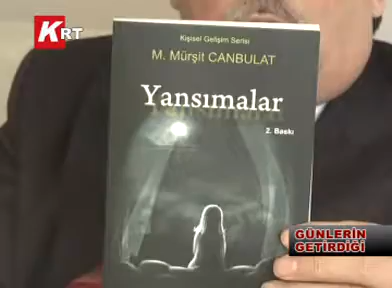 KRT
Kişisel Gelişim Serisi
M. Mürşit CANBULAT
Yansımalar
2. Baskı
GÜNLERİN
GETİRDİĞİ